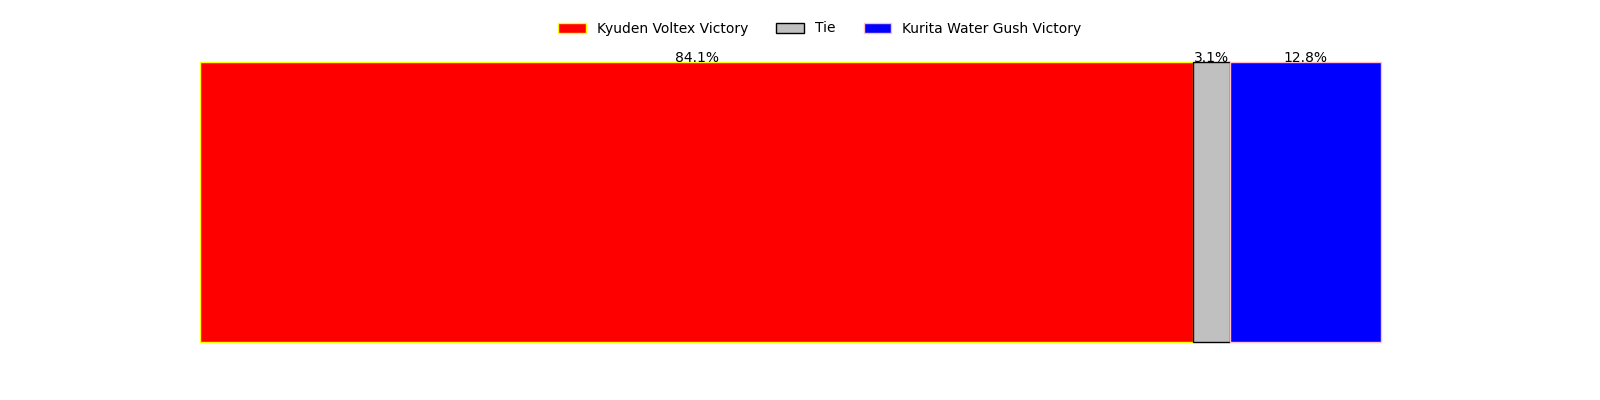 Kyuden Voltex Victory Tie Kurita Water Gush Victory
84.1% 3.1% 12.8%